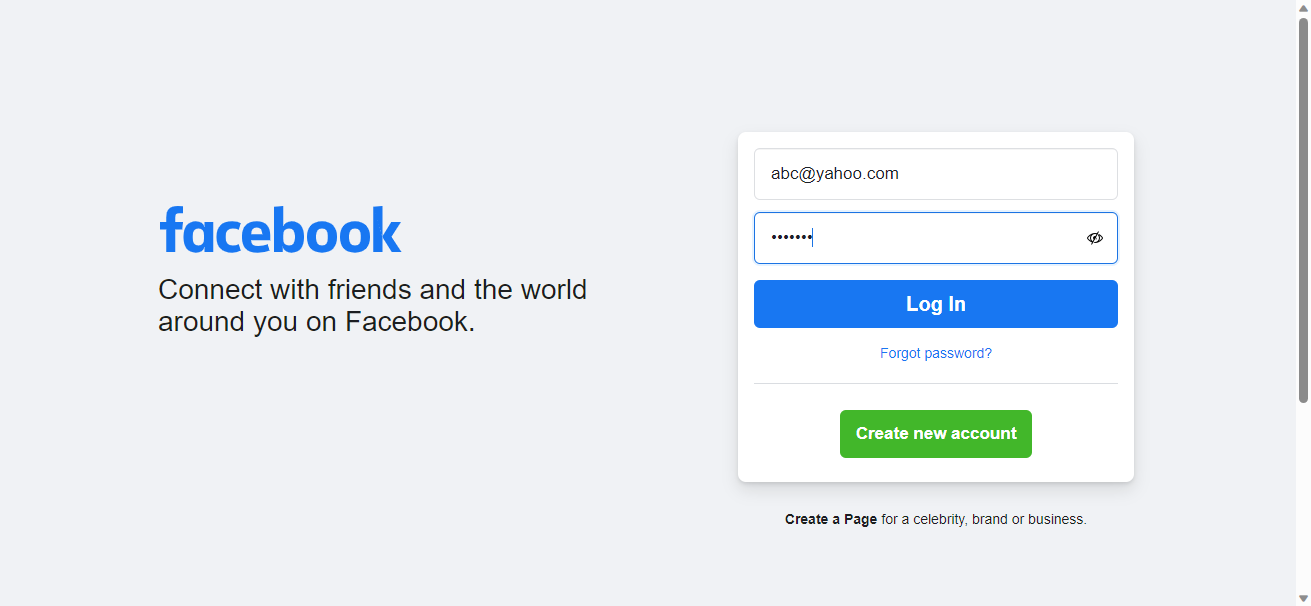 facebook
Connect with friends and the world
around you on Facebook.
abc@yahoo.com
•••••••
Log In
Forgot password?
Create new account
Create a Page for a celebrity, brand or business.